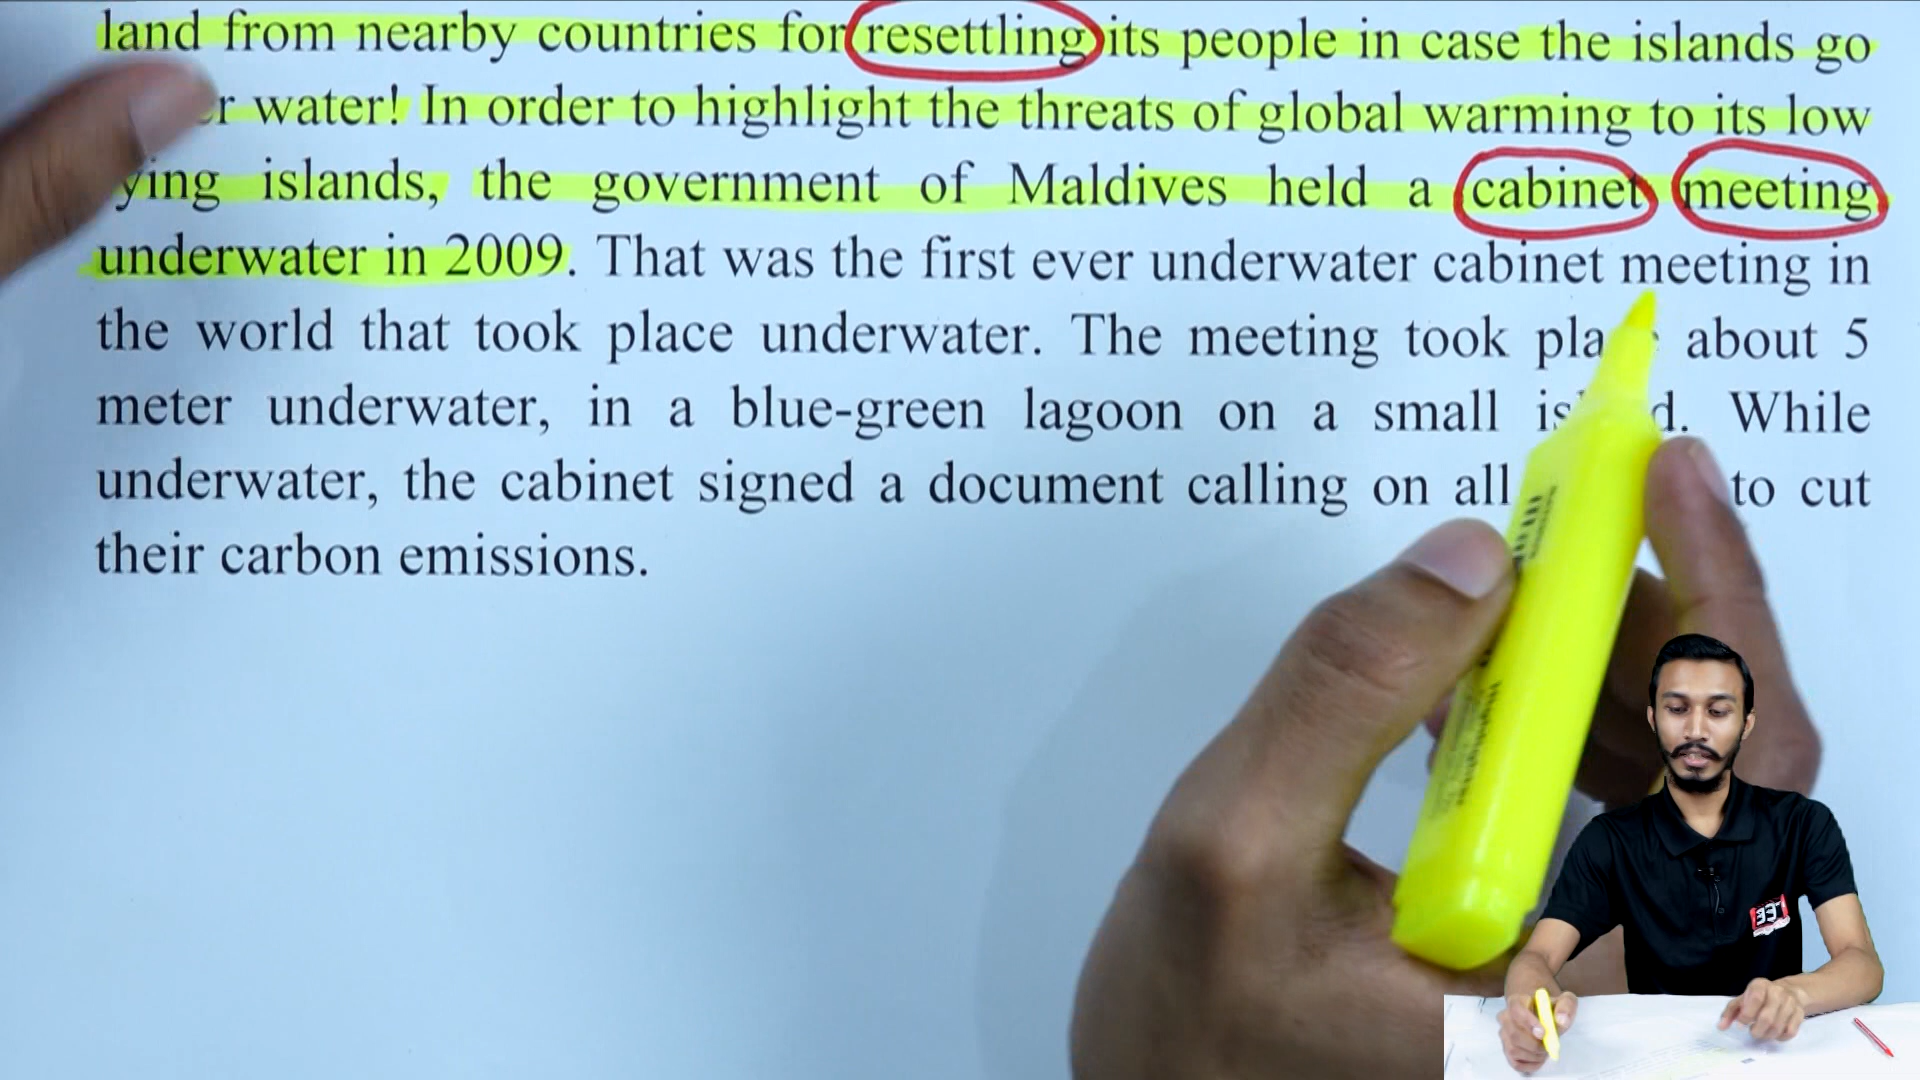 land from nearby countries for resettling its people in case the islands go
water! In order to highlight the threats of global warming to its low
islands, the government of Maldives held a cabinet meeting
underwater in 2009. That was the first ever underwater cabinet meeting in
the world that took place underwater. The meeting took about 5
meter underwater, in a blue-green lagoon on a small While
underwater, the cabinet signed a document calling on all to cut
their carbon emissions.